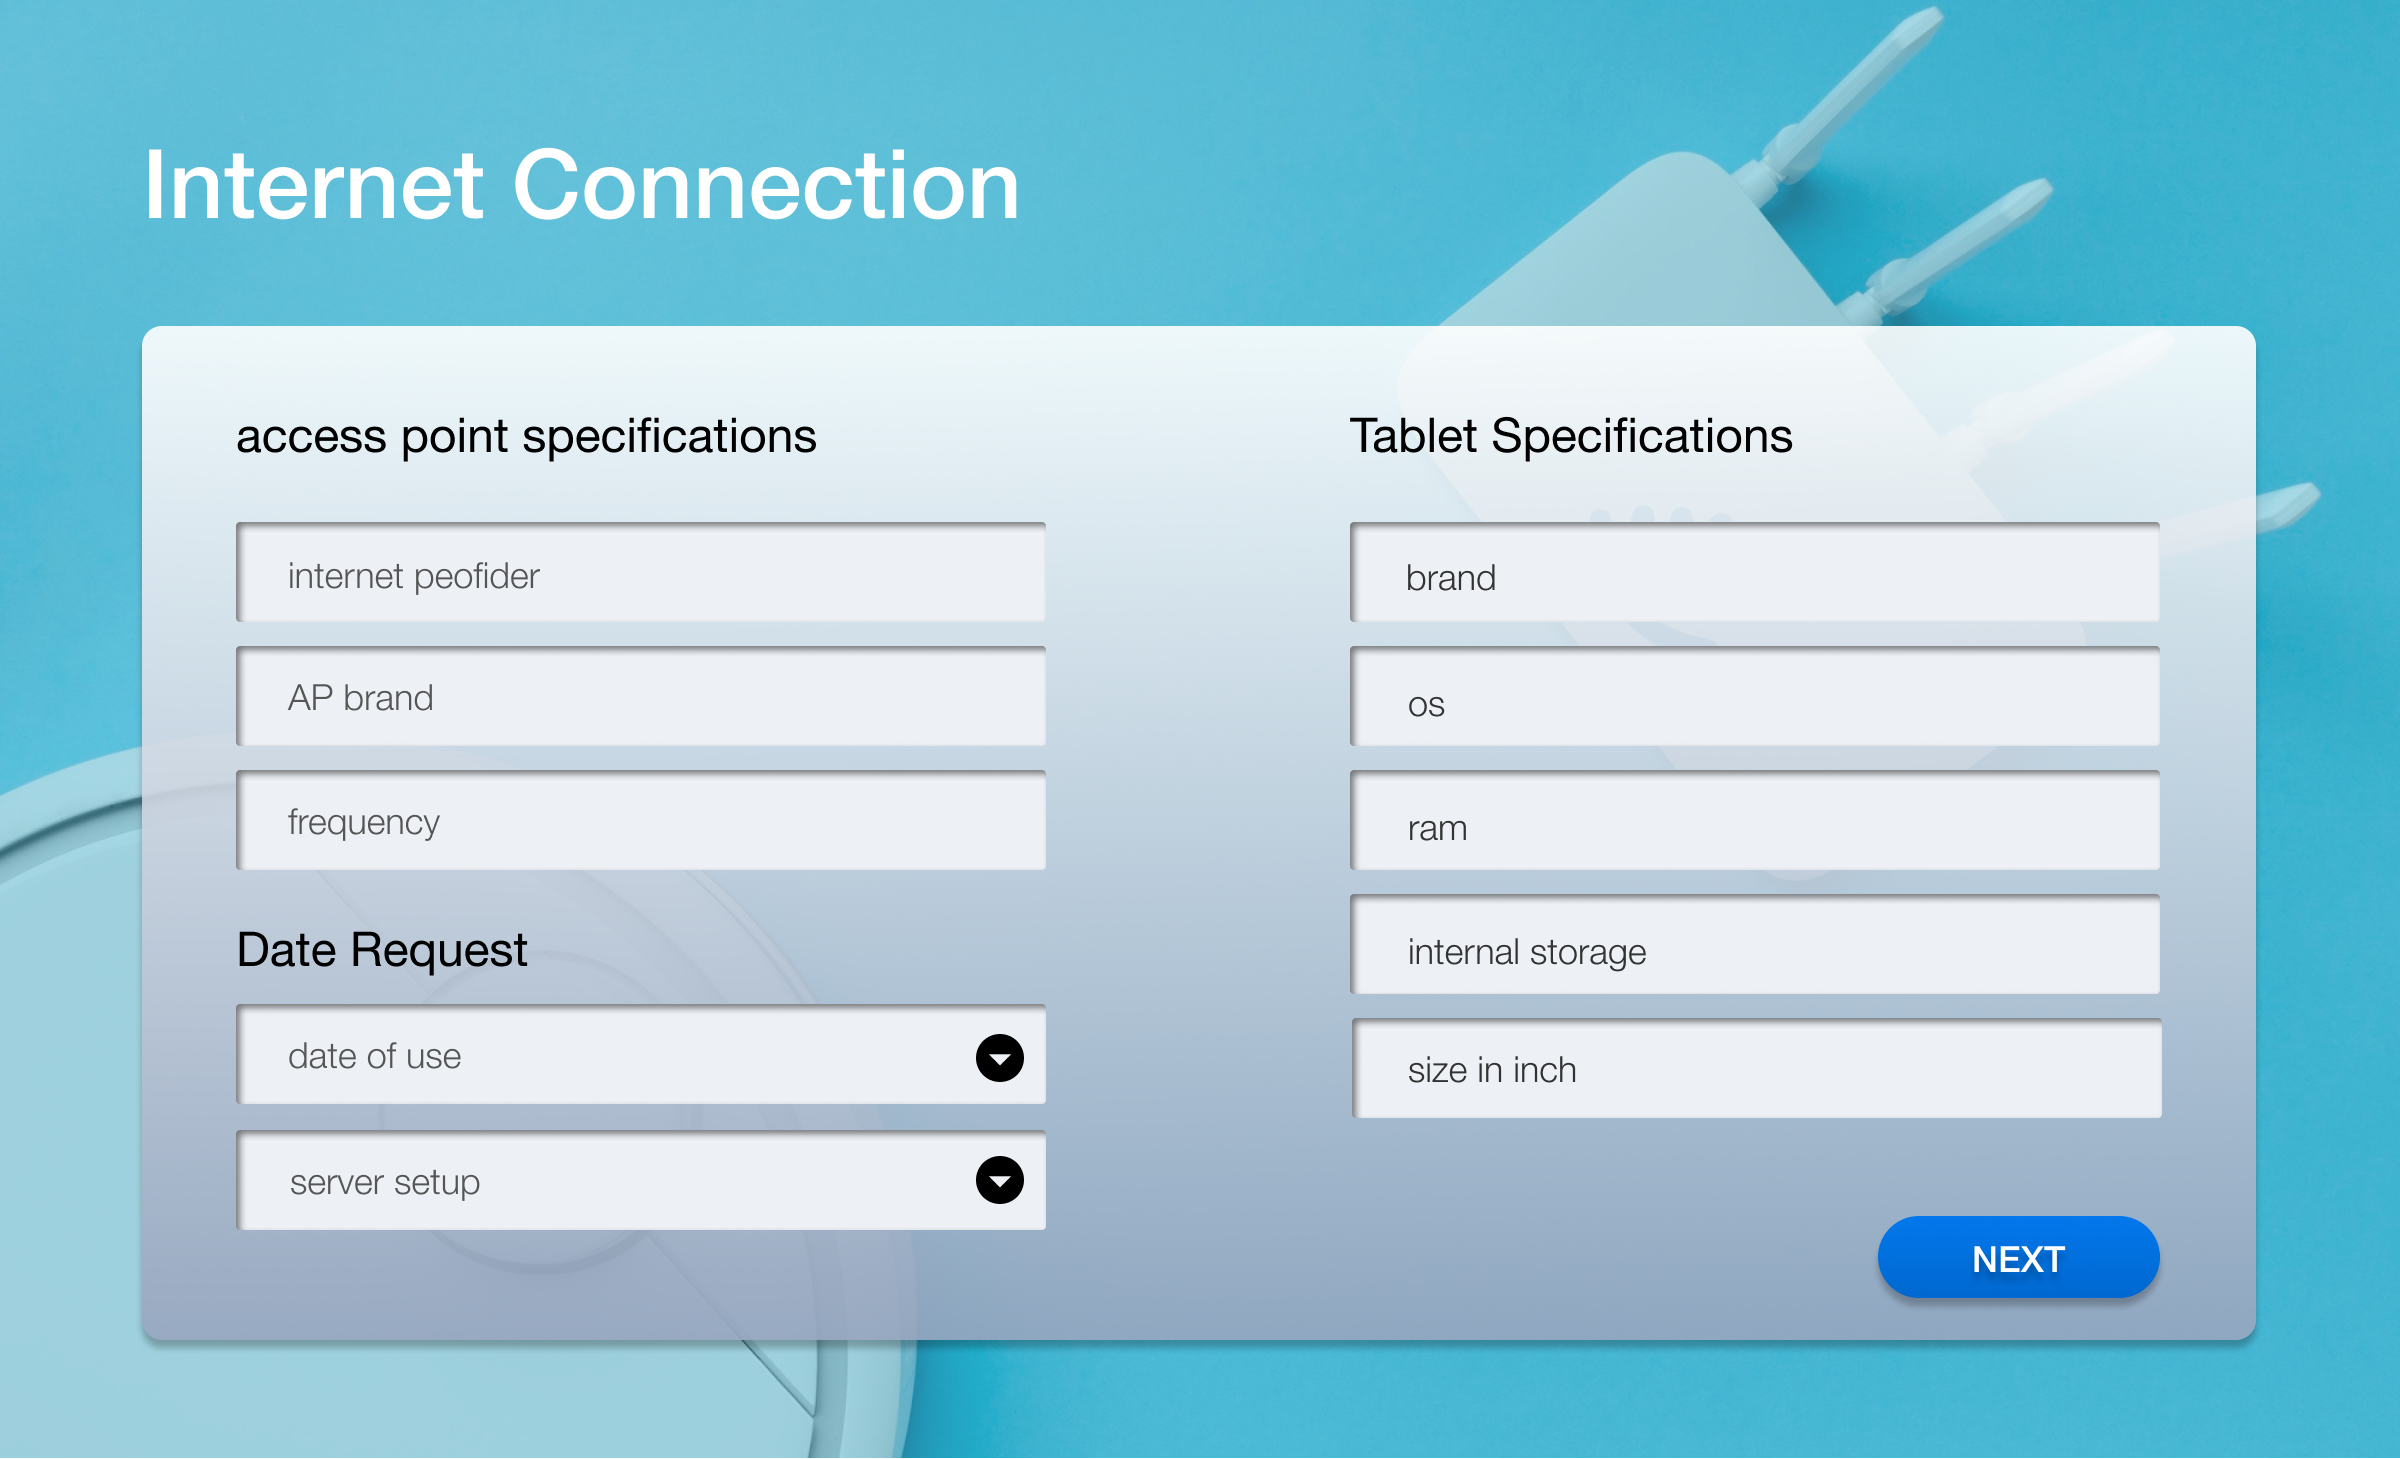 Internet Connection
access point specifications
internet peofider
AP brand
frequency
Date Request
date of use
server setup
Tablet Specifications
brand
os
ram
internal storage
size in inch
NEXT